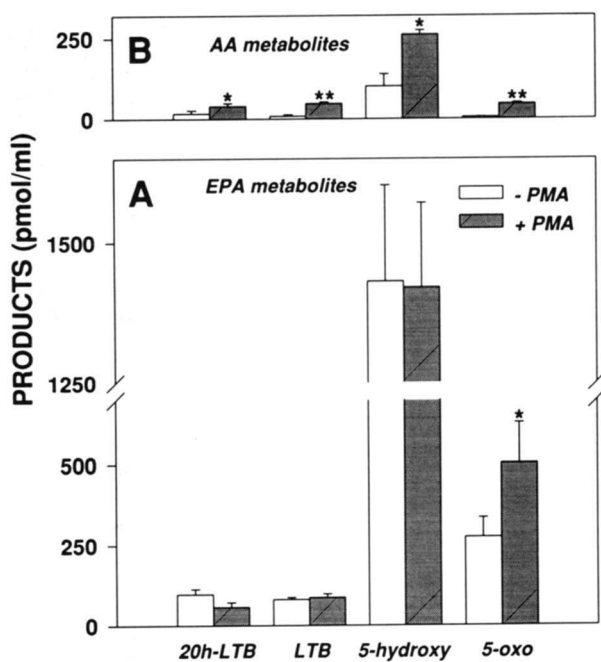 B
AA metabolites
250
0
*
**
*
**
A
EPA metabolites
- PMA
+ PMA
PRODUCTS (pmol/ml)
1500
1250
500
250
0
*
20h-LTB
LTB
5-hydroxy
5-oxo